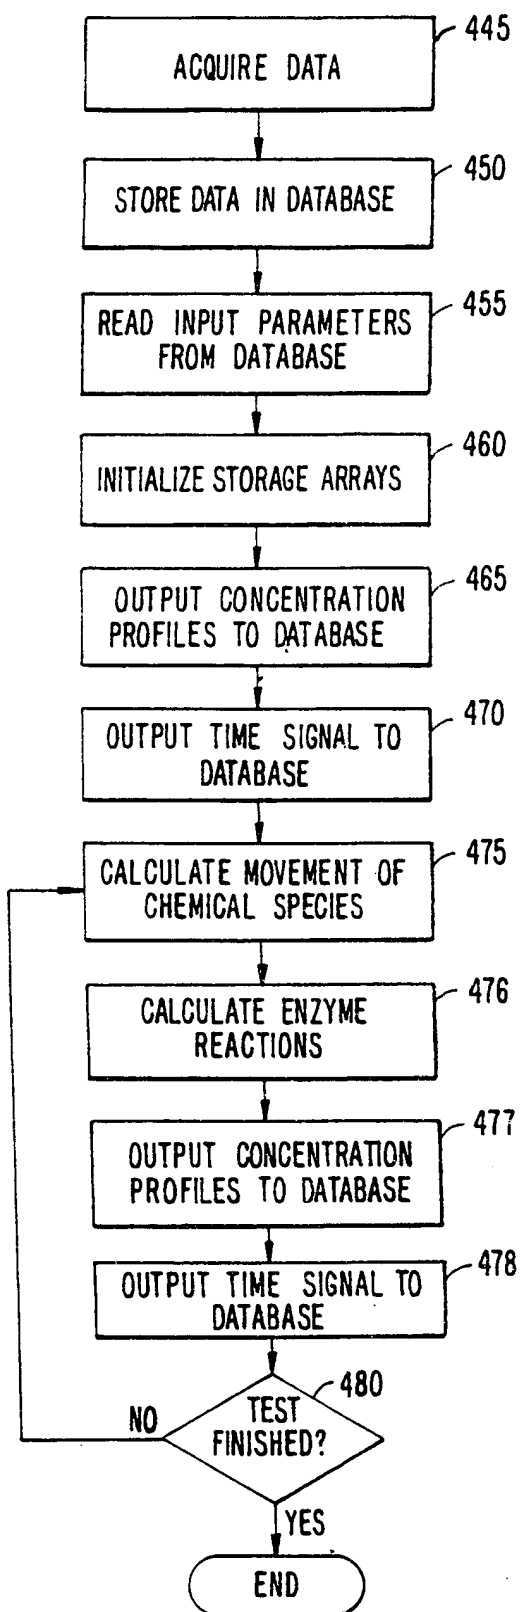 445
ACQUIRE DATA
450
STORE DATA IN DATABASE
455
READ INPUT PARAMETERS
FROM DATABASE
460
INITIALIZE STORAGE ARRAYS
465
OUTPUT CONCENTRATION
PROFILES TO DATABASE
470
OUTPUT TIME SIGNAL TO
DATABASE
475
CALCULATE MOVEMENT OF
CHEMICAL SPECIES
476
CALCULATE ENZYME
REACTIONS
477
OUTPUT CONCENTRATION
PROFILES TO DATABASE
478
OUTPUT TIME SIGNAL TO
DATABASE
480
TEST
FINISHED?
NO
YES
END